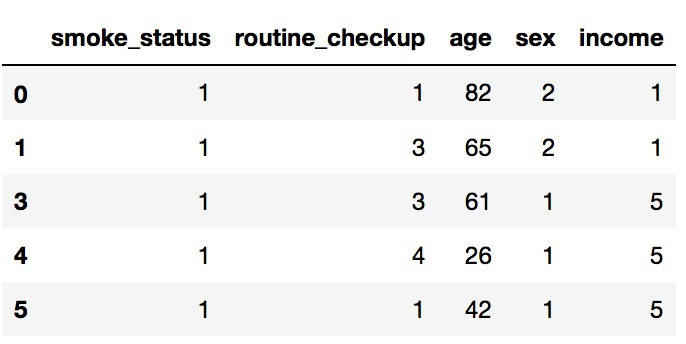 smoke_status routine_checkup age sex income
0 1 1 82 2 1
1 1 3 65 2 1
3 1 3 61 1 5
4 1 4 26 1 5
5 1 1 42 1 5